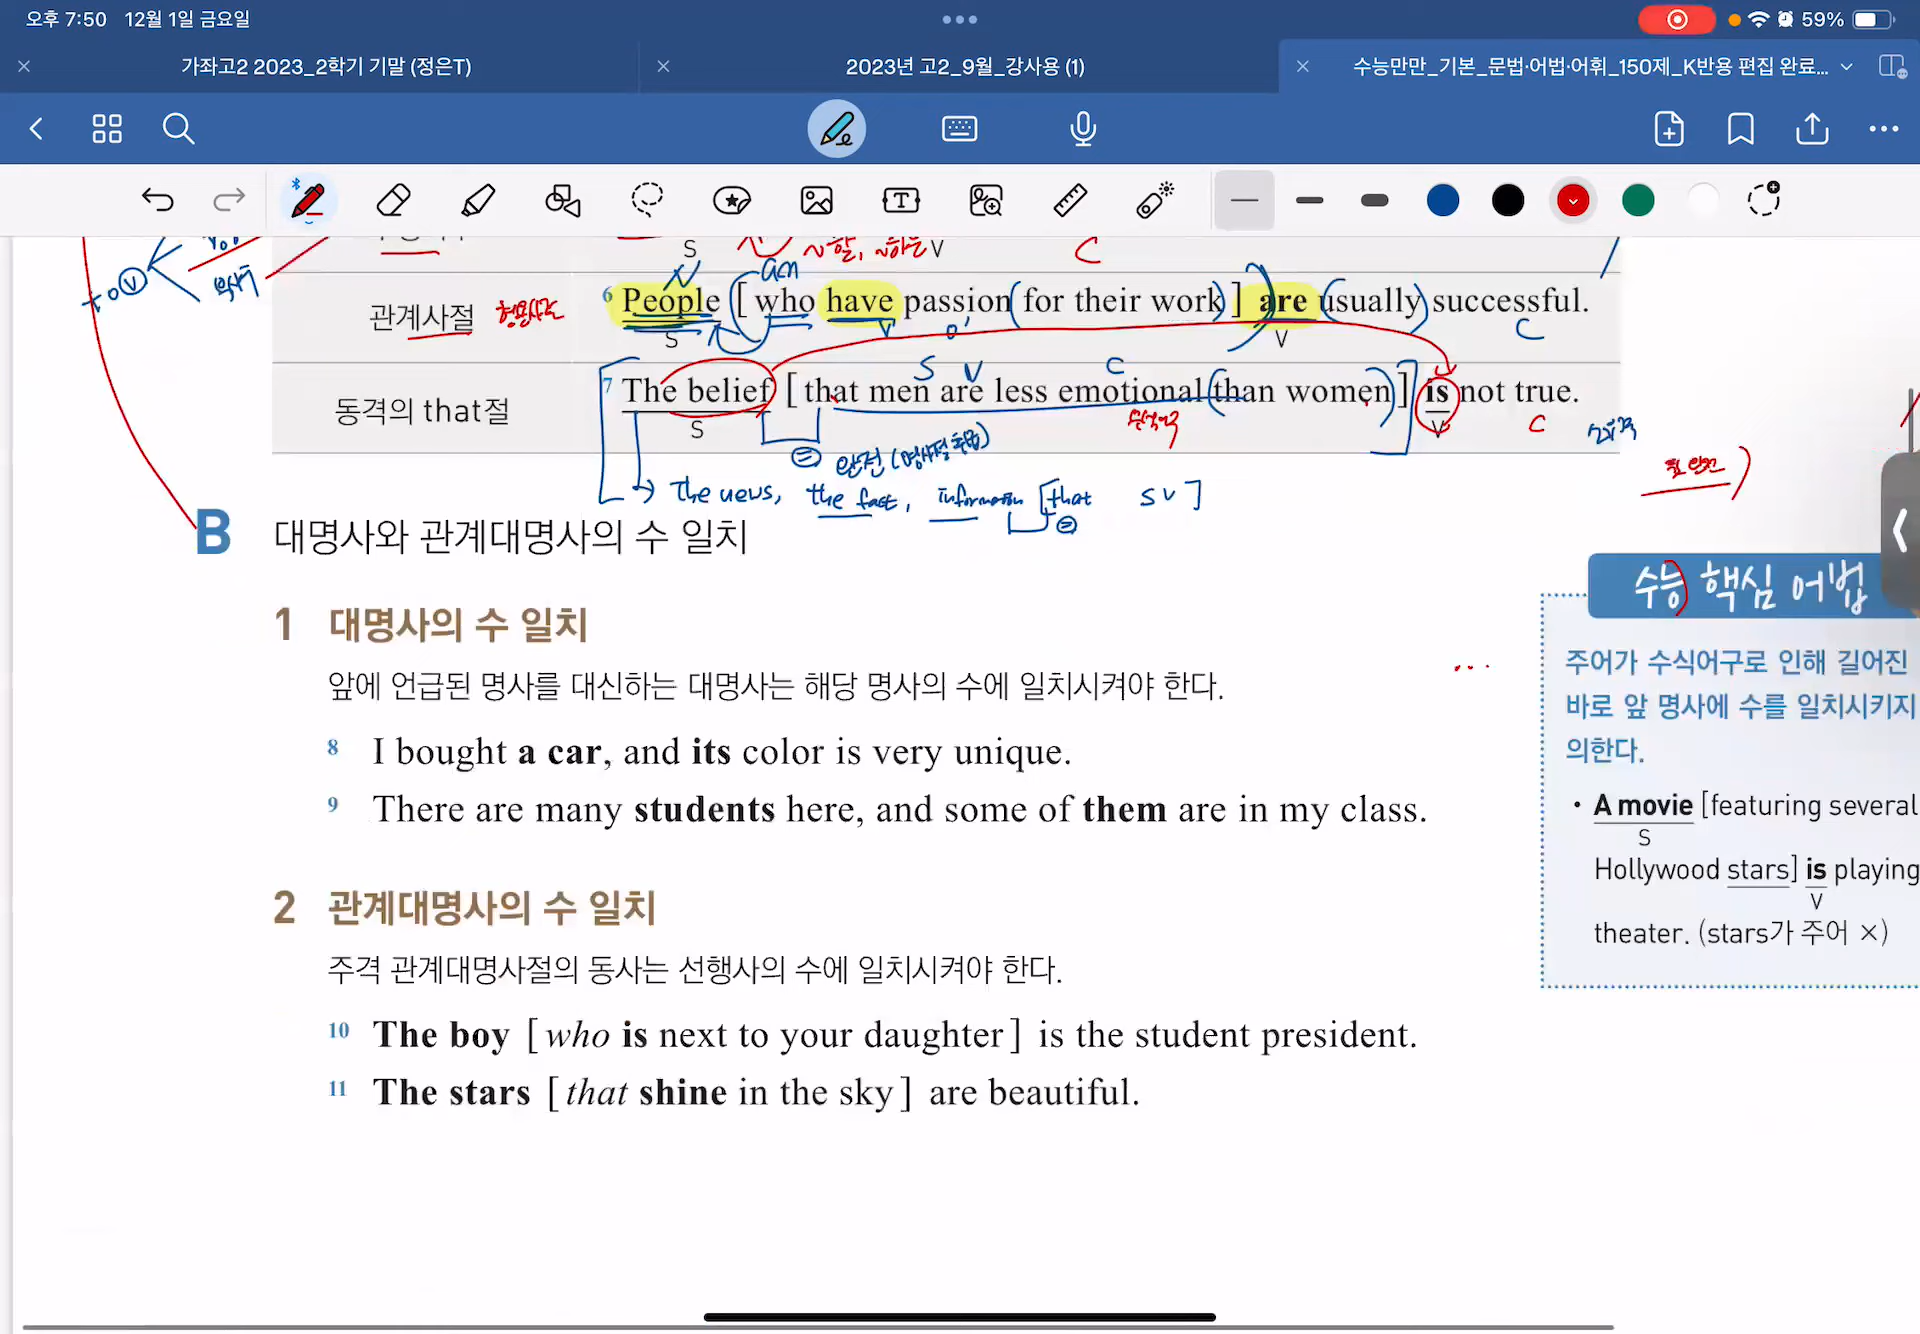 오후 7:50 12월 1일 금요일
59%
가좌고2 2023_2학기 기말 (정은T)
2023년 고2_9월_강사용 (1)
수능만만_기본_문법·어법·어휘_150제_K반용 편집 완료...
S ~할, ~하는 V C
to V
N
관계사절 형용사절
6 People [who have passion (for their work)] are (usually) successful.
S V O V C
S V C
동격의 that절
7 The belief [that men are less emotional (than women)] is not true.
S V C
= 완전 (명사절 취급)
→ The news, the fact, information [that S V]
=
B 대명사와 관계대명사의 수 일치
1 대명사의 수 일치
앞에 언급된 명사를 대신하는 대명사는 해당 명사의 수에 일치시켜야 한다.
8 I bought a car, and its color is very unique.
9 There are many students here, and some of them are in my class.
2 관계대명사의 수 일치
주격 관계대명사절의 동사는 선행사의 수에 일치시켜야 한다.
10 The boy [who is next to your daughter] is the student president.
11 The stars [that shine in the sky] are beautiful.
수능 핵심 어법
주어가 수식어구로 인해 길어진
바로 앞 명사에 수를 일치시키지
의한다.
• A movie [featuring several
S
Hollywood stars] is playing
V
theater. (stars가 주어 ×)